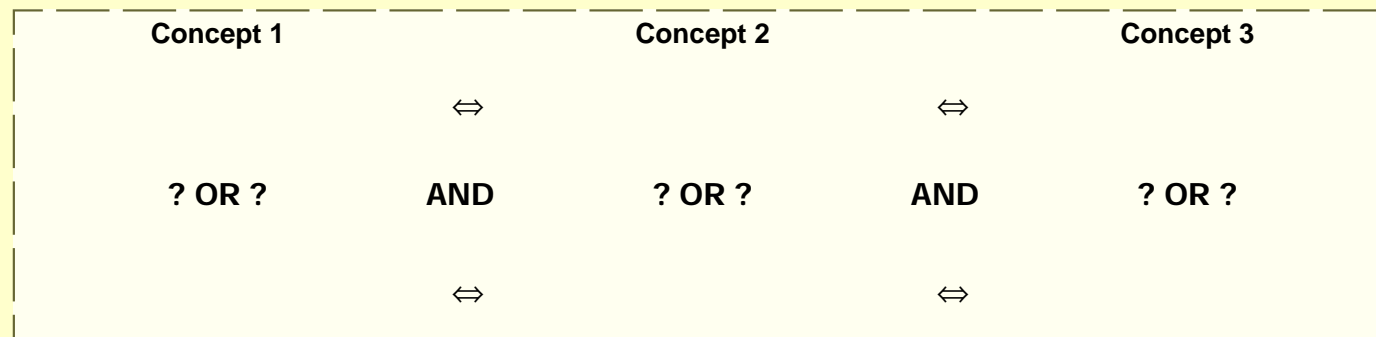 Concept 1 Concept 2 Concept 3
⇔ ⇔
? OR ? AND ? OR ? AND ? OR ?
⇔ ⇔